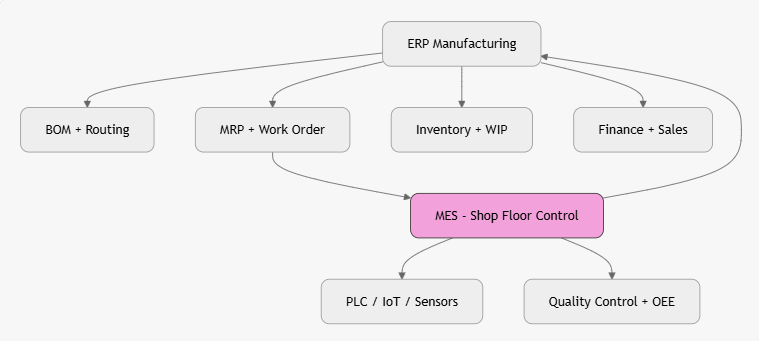 ERP Manufacturing
BOM + Routing
MRP + Work Order
Inventory + WIP
Finance + Sales
MES - Shop Floor Control
PLC / IoT / Sensors
Quality Control + OEE